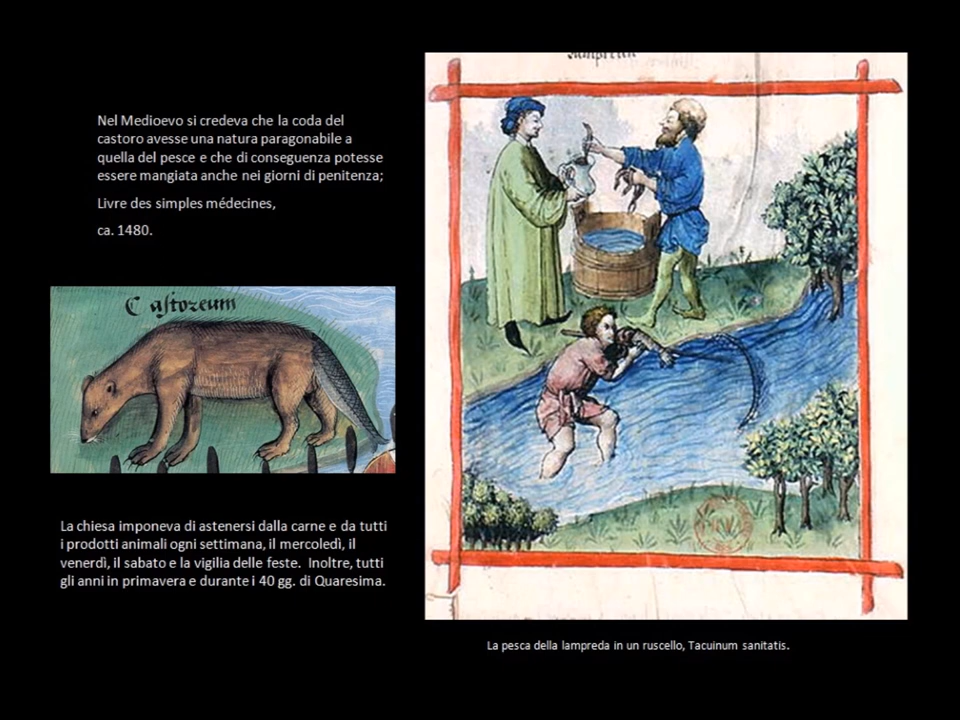 Nel Medioevo si credeva che la coda del
castoro avesse una natura paragonabile a
quella del pesce e che di conseguenza potesse
essere mangiata anche nei giorni di penitenza;
Livre des simples médecines,
ca. 1480.
Castoreum
La chiesa imponeva di astenersi dalla carne e da tutti
i prodotti animali ogni settimana, il mercoledì, il
venerdì, il sabato e la vigilia delle feste. Inoltre, tutti
gli anni in primavera e durante i 40 gg. di Quaresima.
La pesca della lampreda in un ruscello, Tacuinum sanitatis.